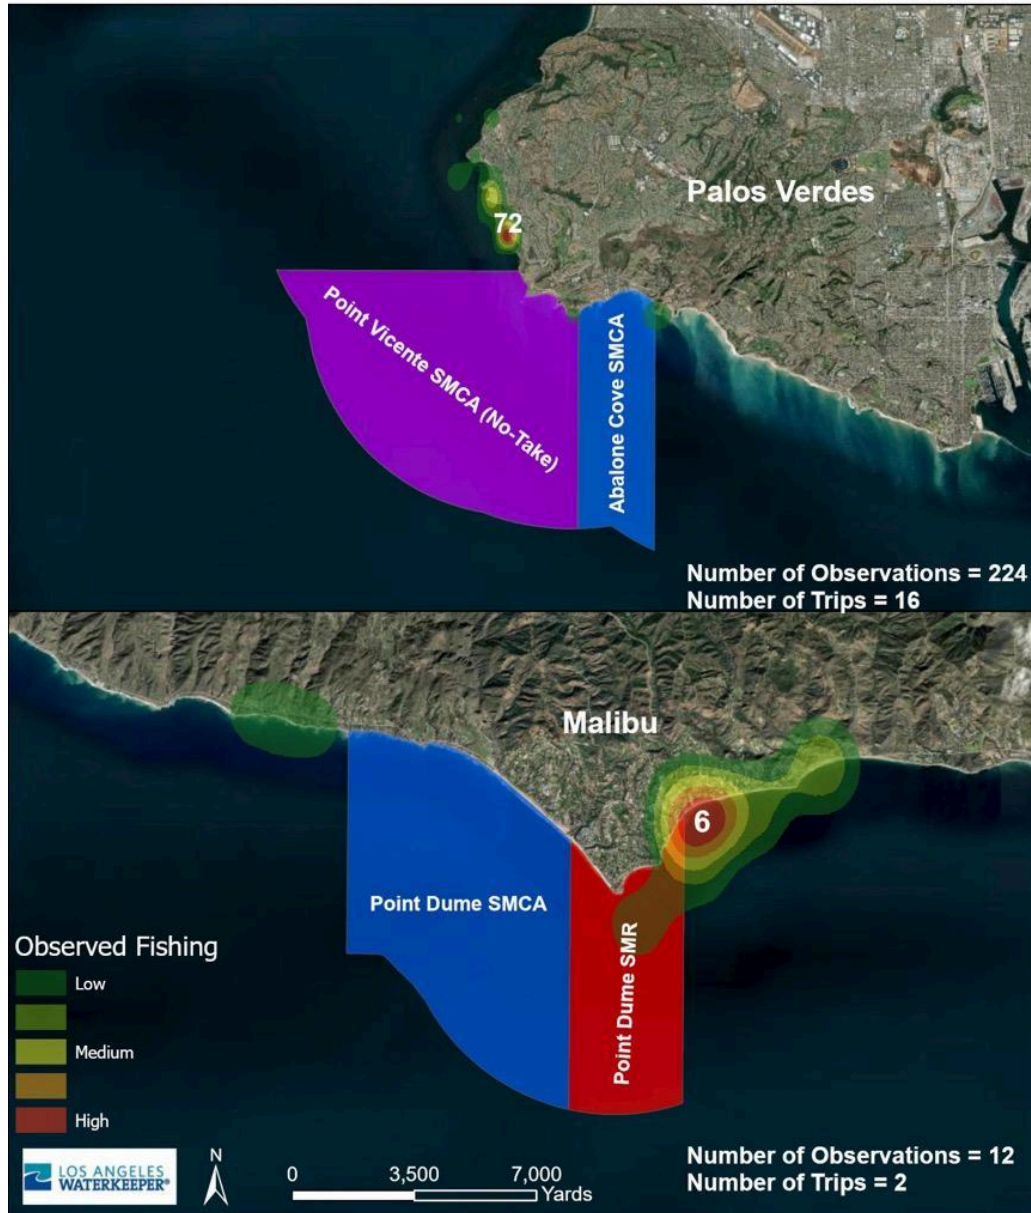 Palos Verdes
72
Point Vicente SMCA (No-Take)
Abalone Cove SMCA
Number of Observations = 224
Number of Trips = 16
Malibu
6
Point Dume SMCA
Point Dume SMR
Observed Fishing
Low
Medium
High
LOS ANGELES
WATERKEEPER®
N
0 3,500 7,000
Yards
Number of Observations = 12
Number of Trips = 2